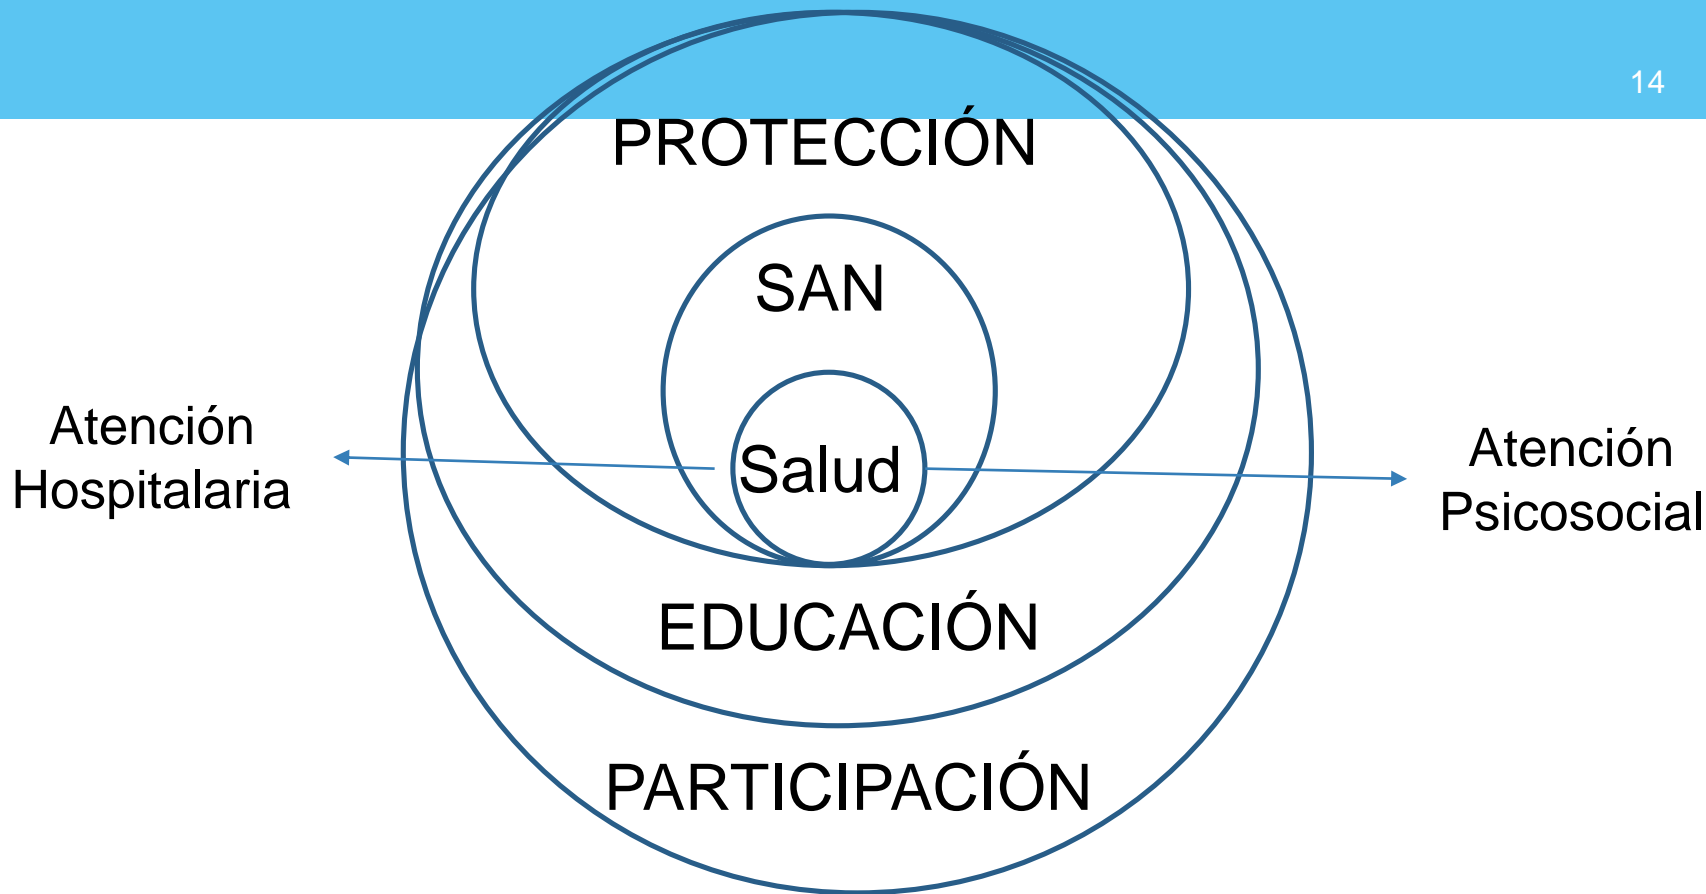 14
PROTECCIÓN
SAN
Atención
Hospitalaria
Salud
Atención
Psicosocial
EDUCACIÓN
PARTICIPACIÓN